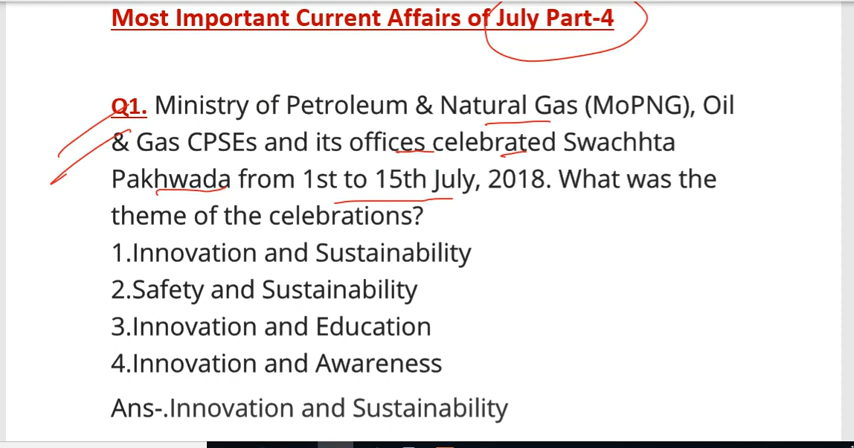 Most Important Current Affairs of July Part-4
Q1. Ministry of Petroleum & Natural Gas (MoPNG), Oil
& Gas CPSEs and its offices celebrated Swachhta
Pakhwada from 1st to 15th July, 2018. What was the
theme of the celebrations?
1.Innovation and Sustainability
2.Safety and Sustainability
3.Innovation and Education
4.Innovation and Awareness
Ans-.Innovation and Sustainability